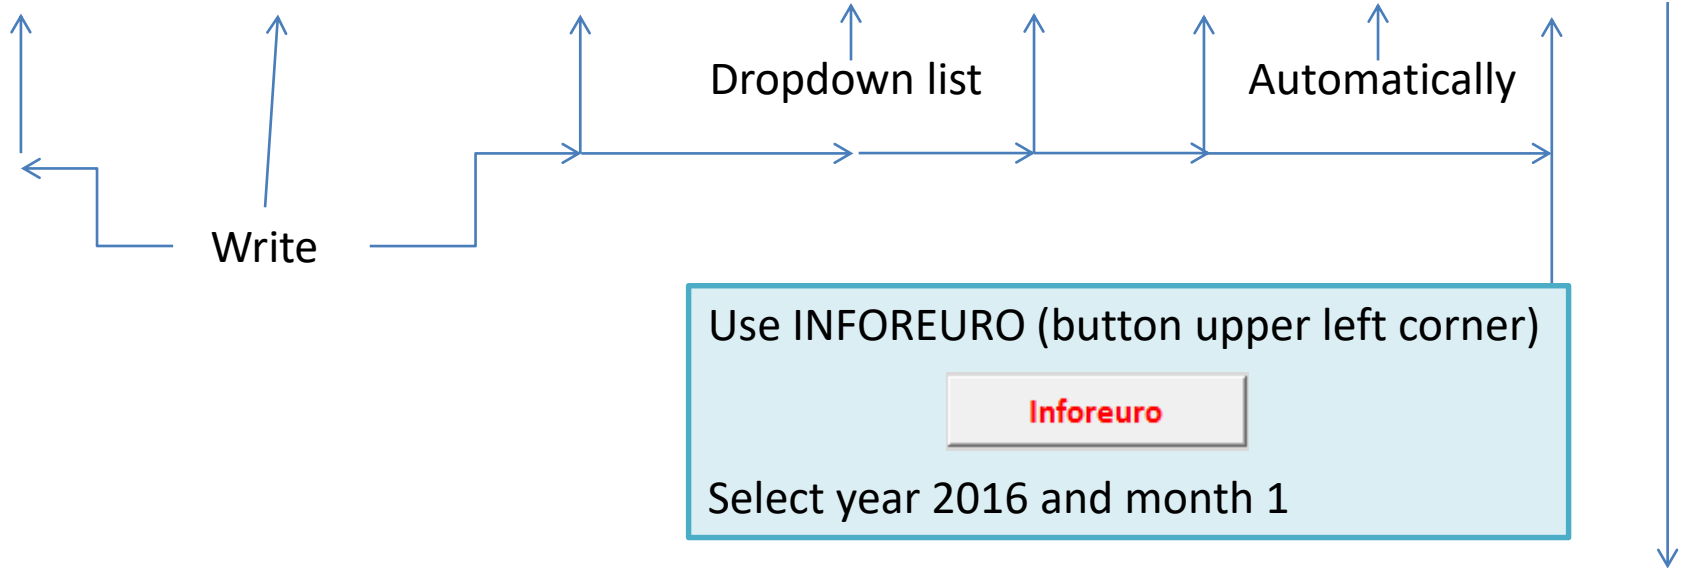 Dropdown list
Automatically
Write
Use INFOREURO (button upper left corner)
Inforeuro
Select year 2016 and month 1